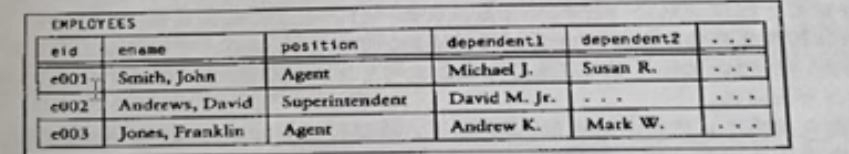 EMPLOYEES
eid ename position dependent1 dependent2 . . .
e001 Smith, John Agent Michael J. Susan R. . . .
e002 Andrews, David Superintendent David M. Jr. . . . . . .
e003 Jones, Franklin Agent Andrew K. Mark W. . . .